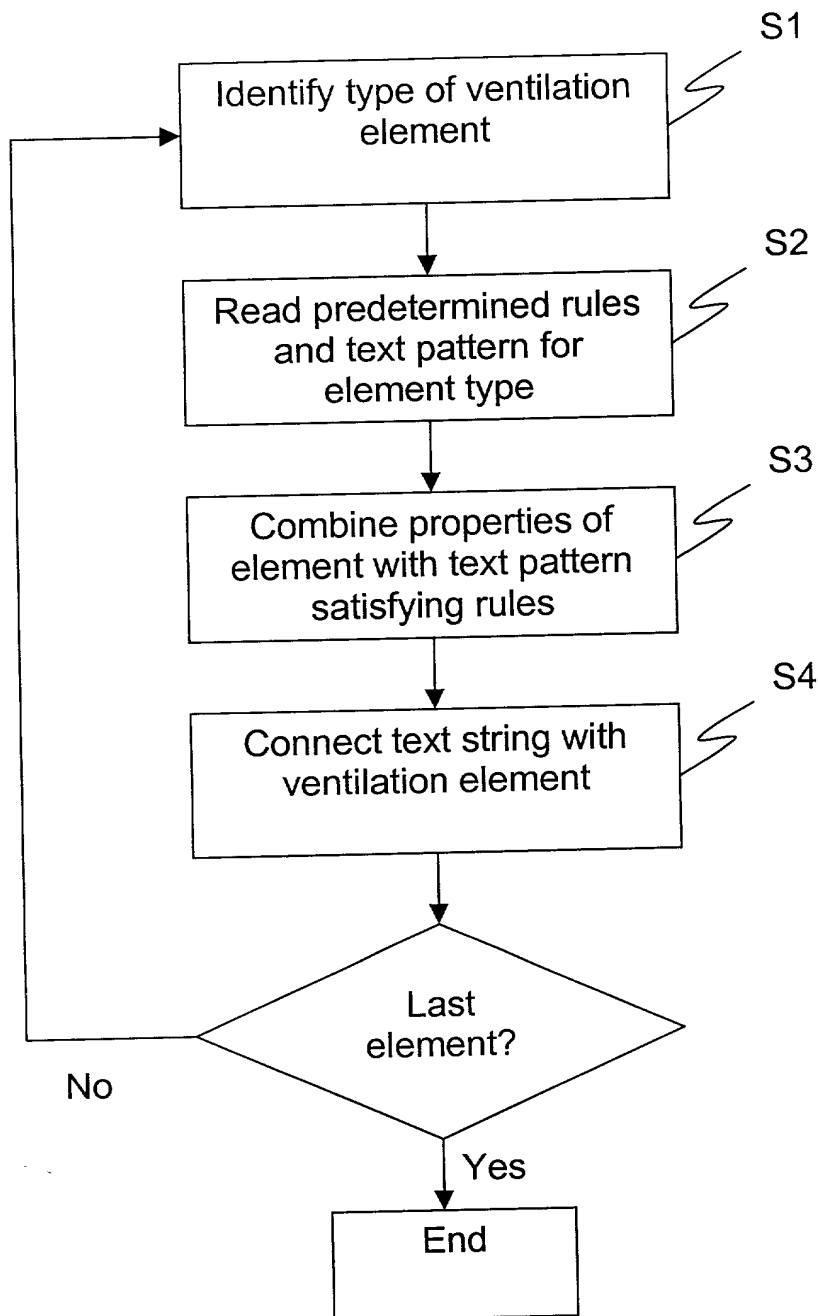 S1
Identify type of ventilation
element
S2
Read predetermined rules
and text pattern for
element type
S3
Combine properties of
element with text pattern
satisfying rules
S4
Connect text string with
ventilation element
Last
element?
No
Yes
End